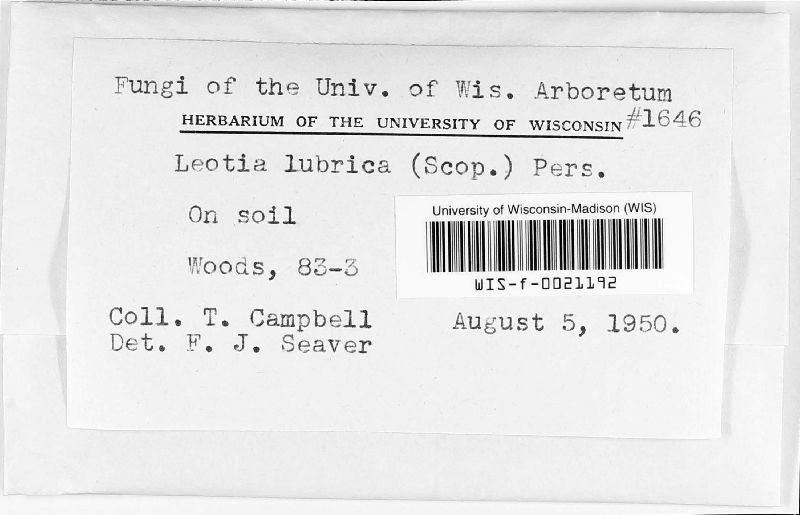 Fungi of the Univ. of Wis. Arboretum
HERBARIUM OF THE UNIVERSITY OF WISCONSIN #1646
Leotia lubrica (Scop.) Pers.
On soil
University of Wisconsin-Madison (WIS)
WIS-f-0021192
Woods, 83-3
Coll. T. Campbell August 5, 1950.
Det. F. J. Seaver